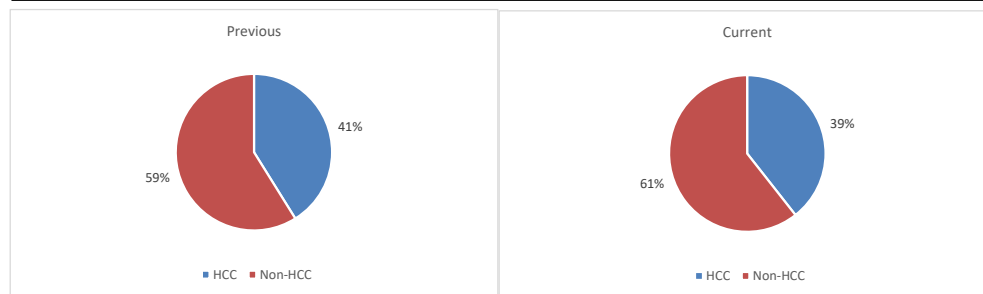 Previous
41%
59%
HCC Non-HCC
Current
39%
61%
HCC Non-HCC